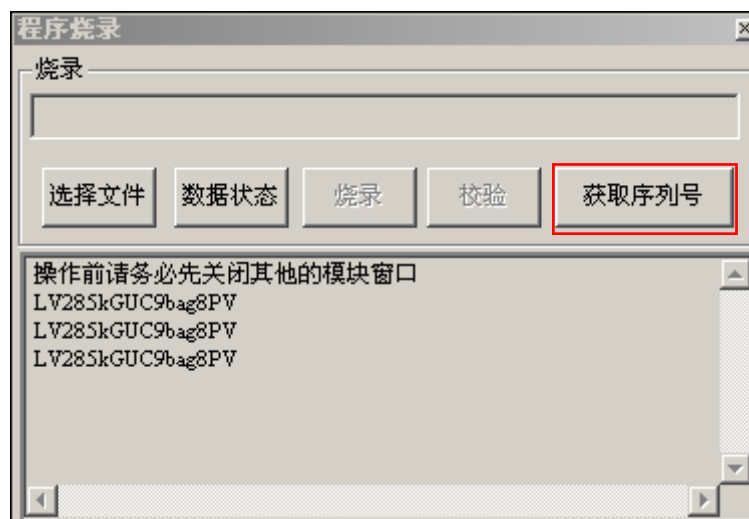 程序烧录
烧录
选择文件 数据状态 烧录 校验 获取序列号
操作前请务必先关闭其他的模块窗口
LV285kGUC9bag8PV
LV285kGUC9bag8PV
LV285kGUC9bag8PV